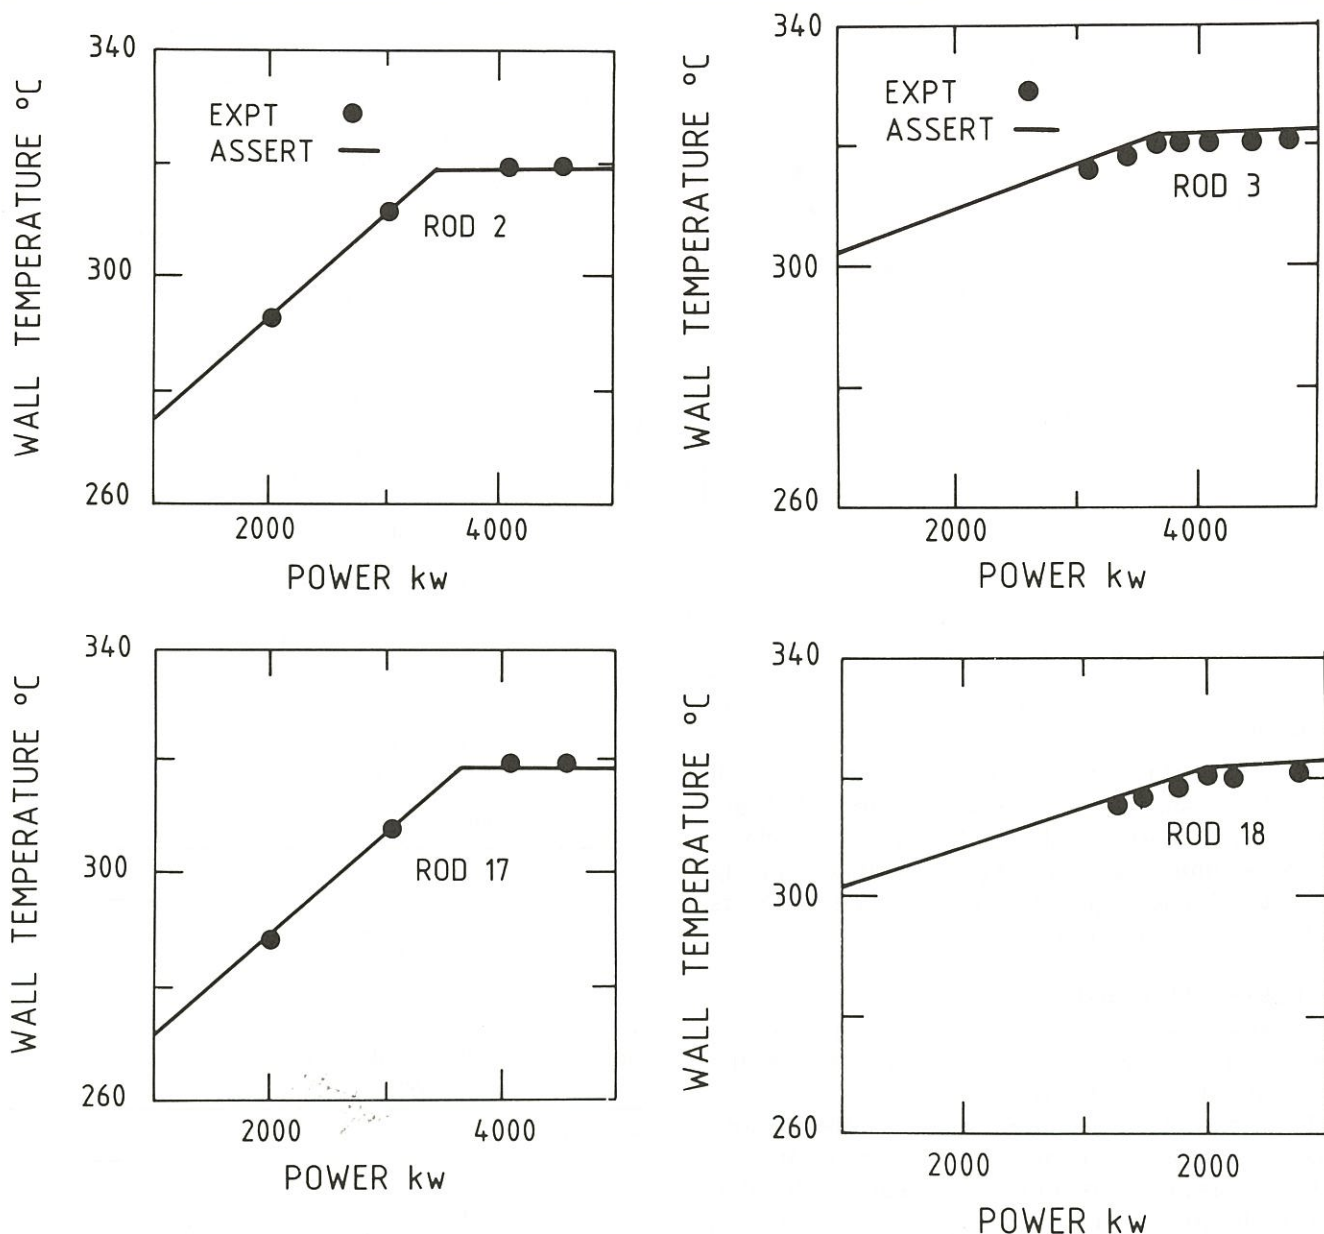 340
WALL TEMPERATURE °C
EXPT
ASSERT
ROD 2
300
260
2000 4000
POWER kw
340
WALL TEMPERATURE °C
EXPT
ASSERT
ROD 3
300
260
2000 4000
POWER kw
340
WALL TEMPERATURE °C
ROD 17
300
260
2000 4000
POWER kw
340
WALL TEMPERATURE °C
ROD 18
300
260
2000 2000
POWER kw